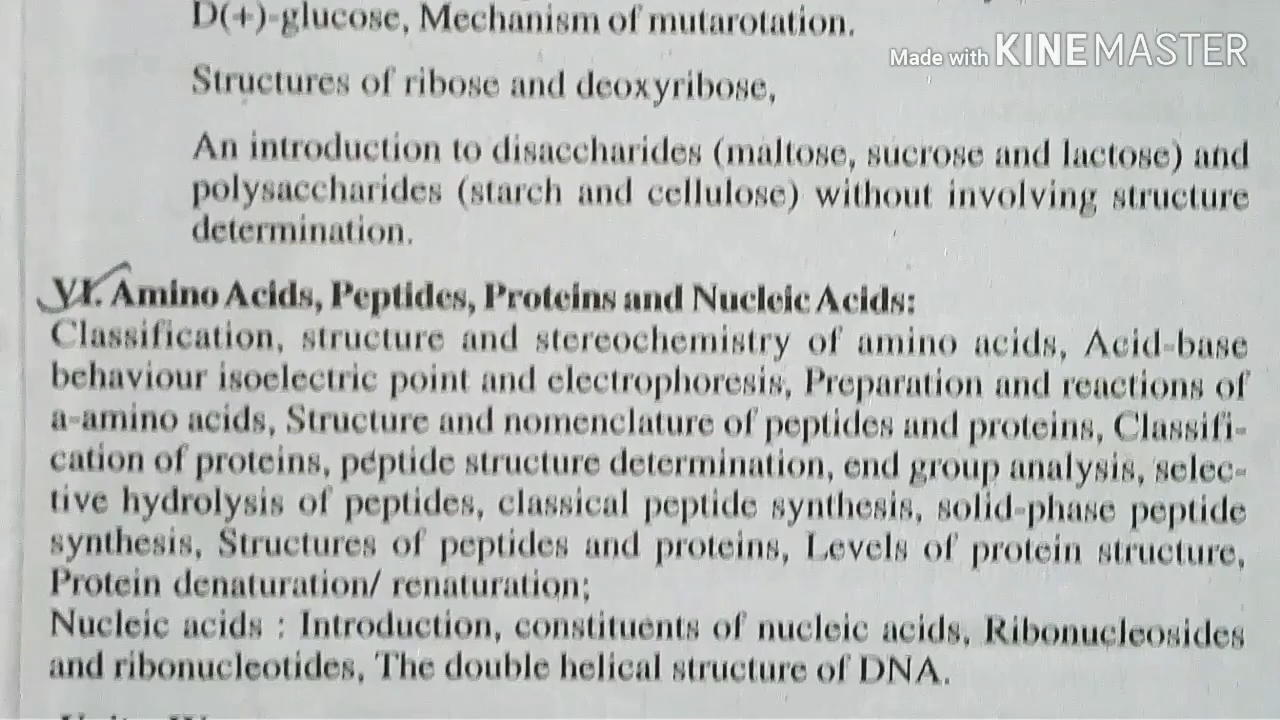 D(+)-glucose, Mechanism of mutarotation.
Made with KINEMASTER
Structures of ribose and deoxyribose,
An introduction to disaccharides (maltose, sucrose and lactose) and
polysaccharides (starch and cellulose) without involving structure
determination.
VI. Amino Acids, Peptides, Proteins and Nucleic Acids:
Classification, structure and stereochemistry of amino acids, Acid-base
behaviour isoelectric point and electrophoresis, Preparation and reactions of
a-amino acids, Structure and nomenclature of peptides and proteins, Classifi-
cation of proteins, peptide structure determination, end group analysis, selec-
tive hydrolysis of peptides, classical peptide synthesis, solid-phase peptide
synthesis, Structures of peptides and proteins, Levels of protein structure,
Protein denaturation/ renaturation;
Nucleic acids : Introduction, constituents of nucleic acids, Ribonucleosides
and ribonucleotides, The double helical structure of DNA.